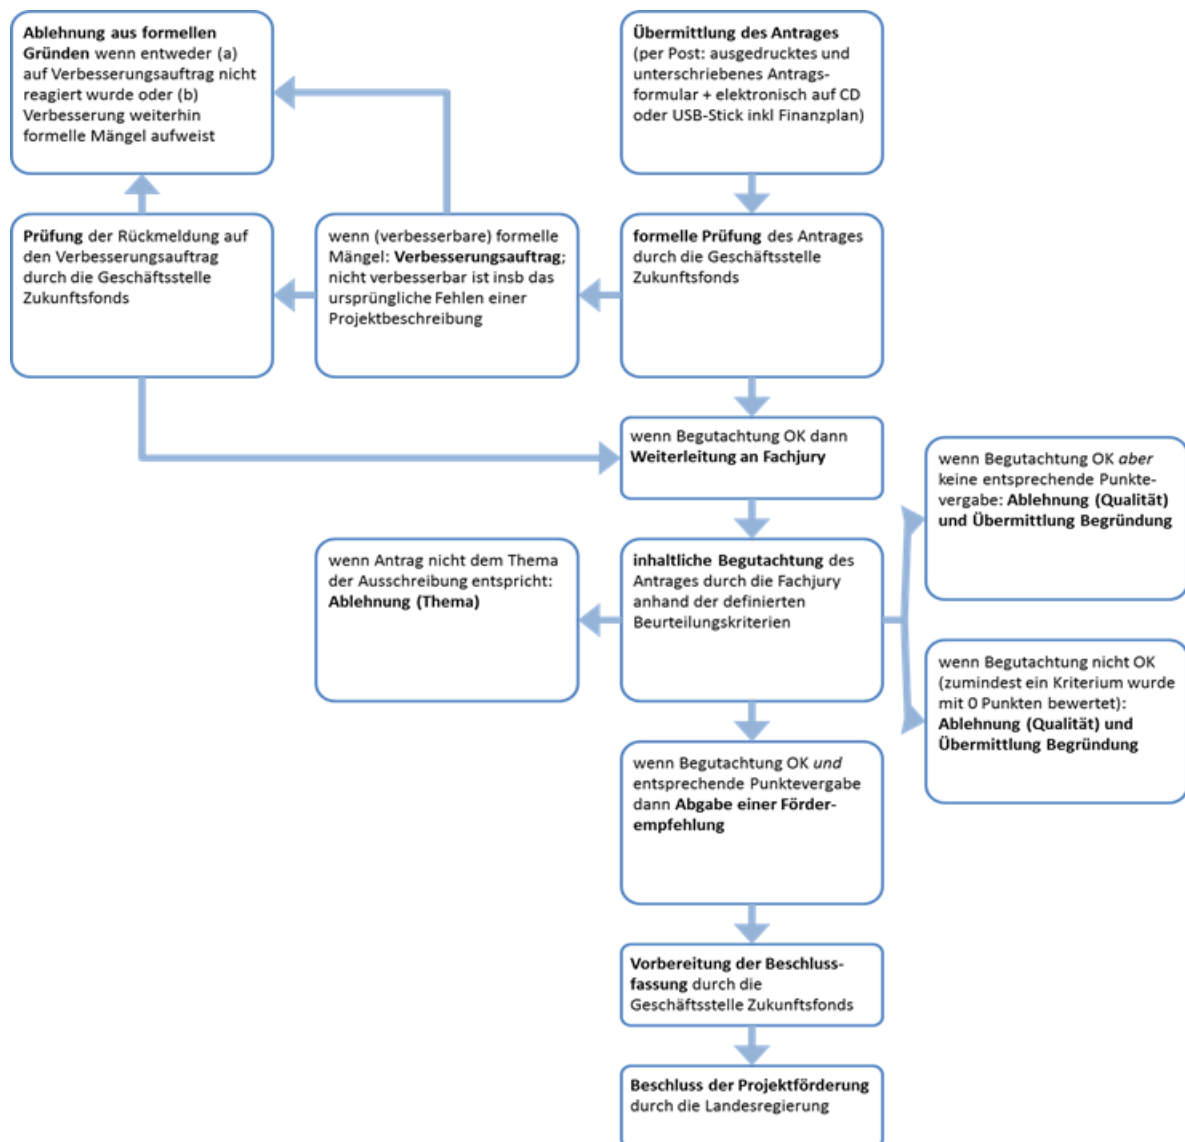 Ablehnung aus formellen
Gründen wenn entweder (a)
auf Verbesserungsauftrag nicht
reagiert wurde oder (b)
Verbesserung weiterhin
formelle Mängel aufweist
Übermittlung des Antrages
(per Post: ausgedrucktes und
unterschriebenes Antrags-
formular + elektronisch auf CD
oder USB-Stick inkl Finanzplan)
Prüfung der Rückmeldung auf
den Verbesserungsauftrag
durch die Geschäftsstelle
Zukunftsfonds
wenn (verbesserbare) formelle
Mängel: Verbesserungsauftrag;
nicht verbesserbar ist insb das
ursprüngliche Fehlen einer
Projektbeschreibung
formelle Prüfung des Antrages
durch die Geschäftsstelle
Zukunftsfonds
wenn Begutachtung OK dann
Weiterleitung an Fachjury
wenn Begutachtung OK aber
keine entsprechende Punkte-
vergabe: Ablehnung (Qualität)
und Übermittlung Begründung
wenn Antrag nicht dem Thema
der Ausschreibung entspricht:
Ablehnung (Thema)
inhaltliche Begutachtung des
Antrages durch die Fachjury
anhand der definierten
Beurteilungskriterien
wenn Begutachtung nicht OK
(zumindest ein Kriterium wurde
mit 0 Punkten bewertet):
Ablehnung (Qualität) und
Übermittlung Begründung
wenn Begutachtung OK und
entsprechende Punktevergabe
dann Abgabe einer Förder-
empfehlung
Vorbereitung der Beschluss-
fassung durch die
Geschäftsstelle Zukunftsfonds
Beschluss der Projektförderung
durch die Landesregierung